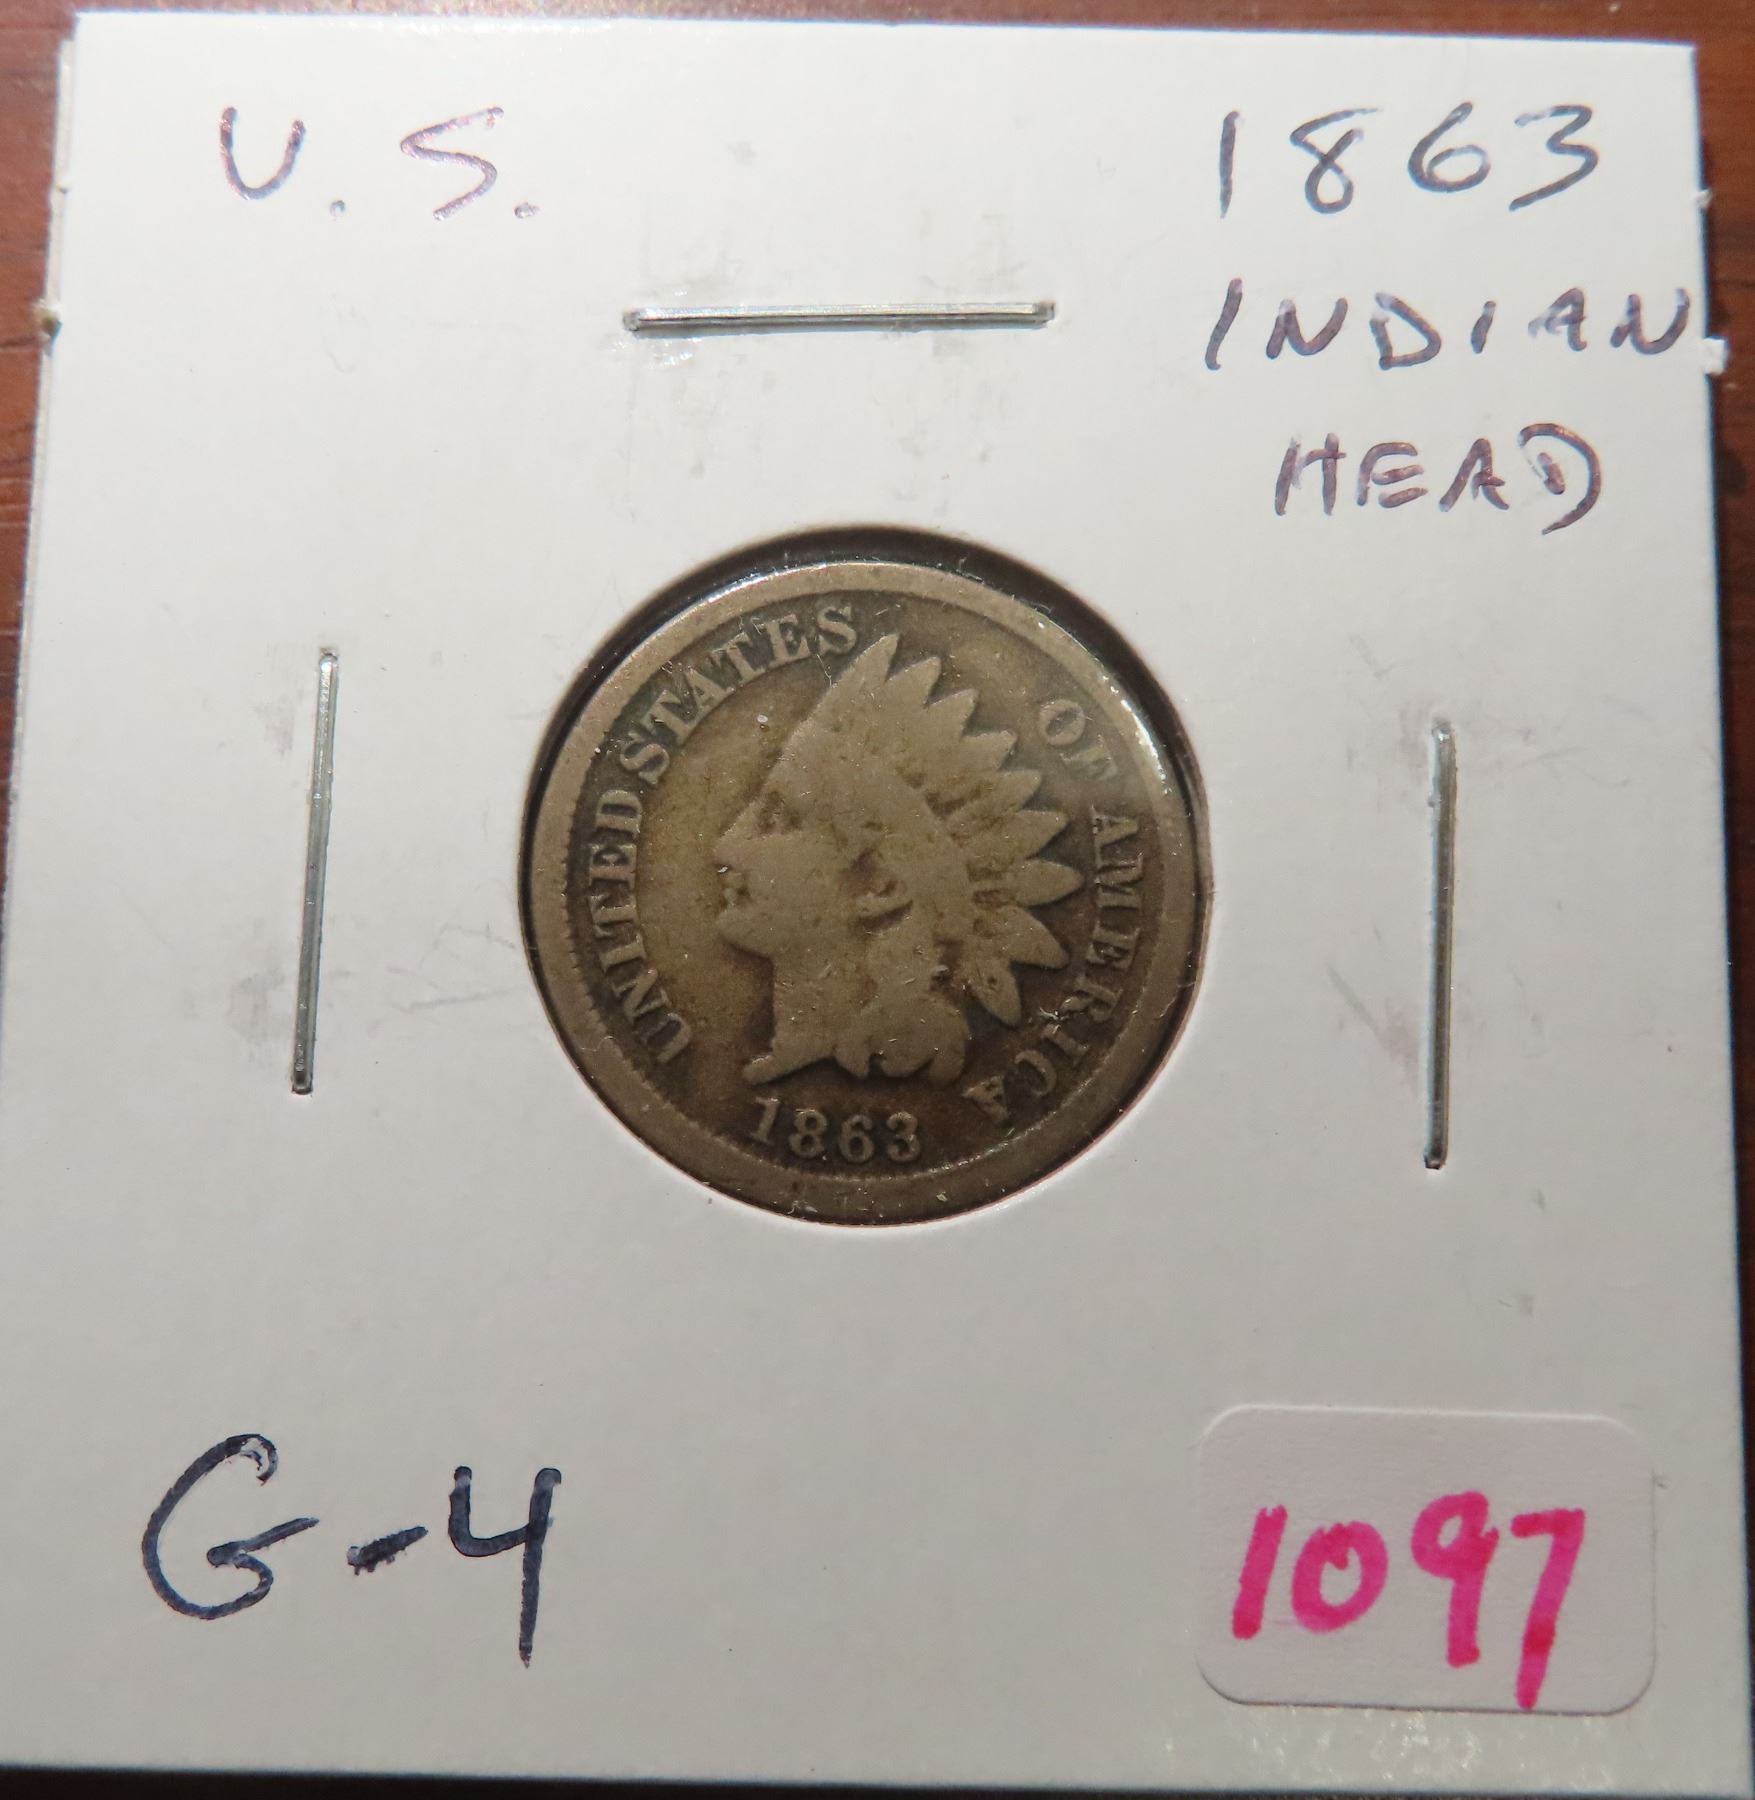 U.S.
1863
INDIAN
HEAD
UNITED STATES OF AMERICA
1863
G-4
1097